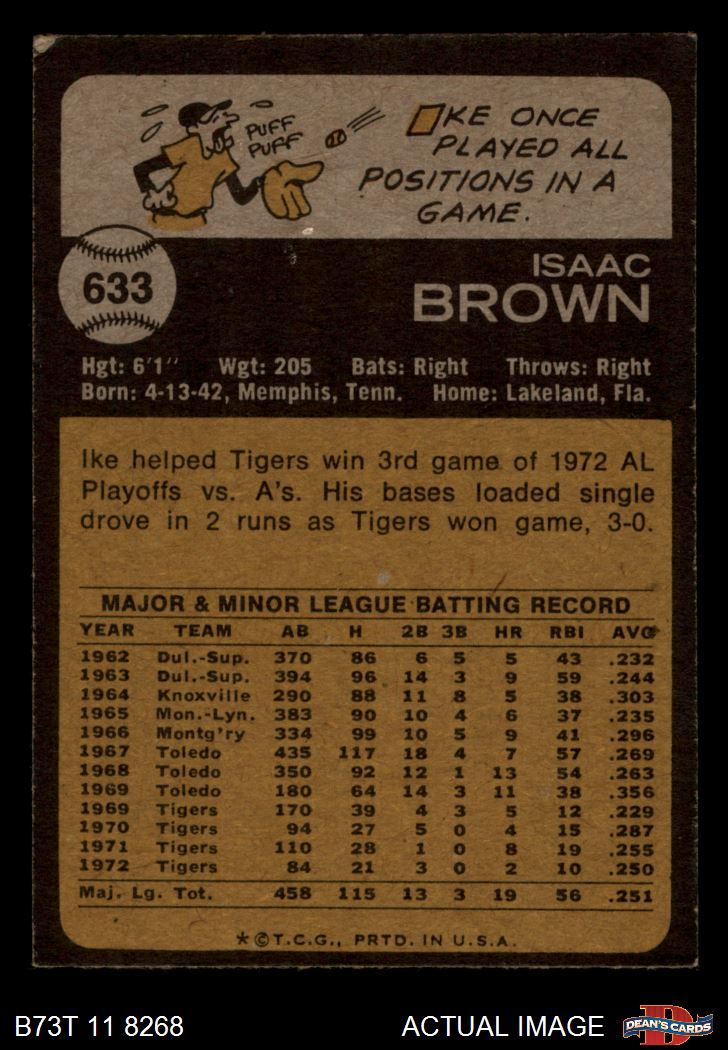 PUFF
PUFF
IKE ONCE
PLAYED ALL
POSITIONS IN A
GAME.
633
ISAAC
BROWN
Hgt: 6'1" Wgt: 205 Bats: Right Throws: Right
Born: 4-13-42, Memphis, Tenn. Home: Lakeland, Fla.
Ike helped Tigers win 3rd game of 1972 AL
Playoffs vs. A's. His bases loaded single
drove in 2 runs as Tigers won game, 3-0.
MAJOR & MINOR LEAGUE BATTING RECORD
YEAR TEAM AB H 2B 3B HR RBI AVG
1962 Dul.-Sup. 370 86 6 5 5 43 .232
1963 Dul.-Sup. 394 96 14 3 9 59 .244
1964 Knoxville 290 88 11 8 5 38 .303
1965 Mon.-Lyn. 383 90 10 4 6 37 .235
1966 Montg'ry 334 99 10 5 9 41 .296
1967 Toledo 435 117 18 4 7 57 .269
1968 Toledo 350 92 12 1 13 54 .263
1969 Toledo 180 64 14 3 11 38 .356
1969 Tigers 170 39 4 3 5 12 .229
1970 Tigers 94 27 5 0 4 15 .287
1971 Tigers 110 28 1 0 8 19 .255
1972 Tigers 84 21 3 0 2 10 .250
Maj. Lg. Tot. 458 115 13 3 19 56 .251
*©T.C.G., PRTD. IN U.S.A.
B73T 11 8268 ACTUAL IMAGE D DEAN'S CARDS